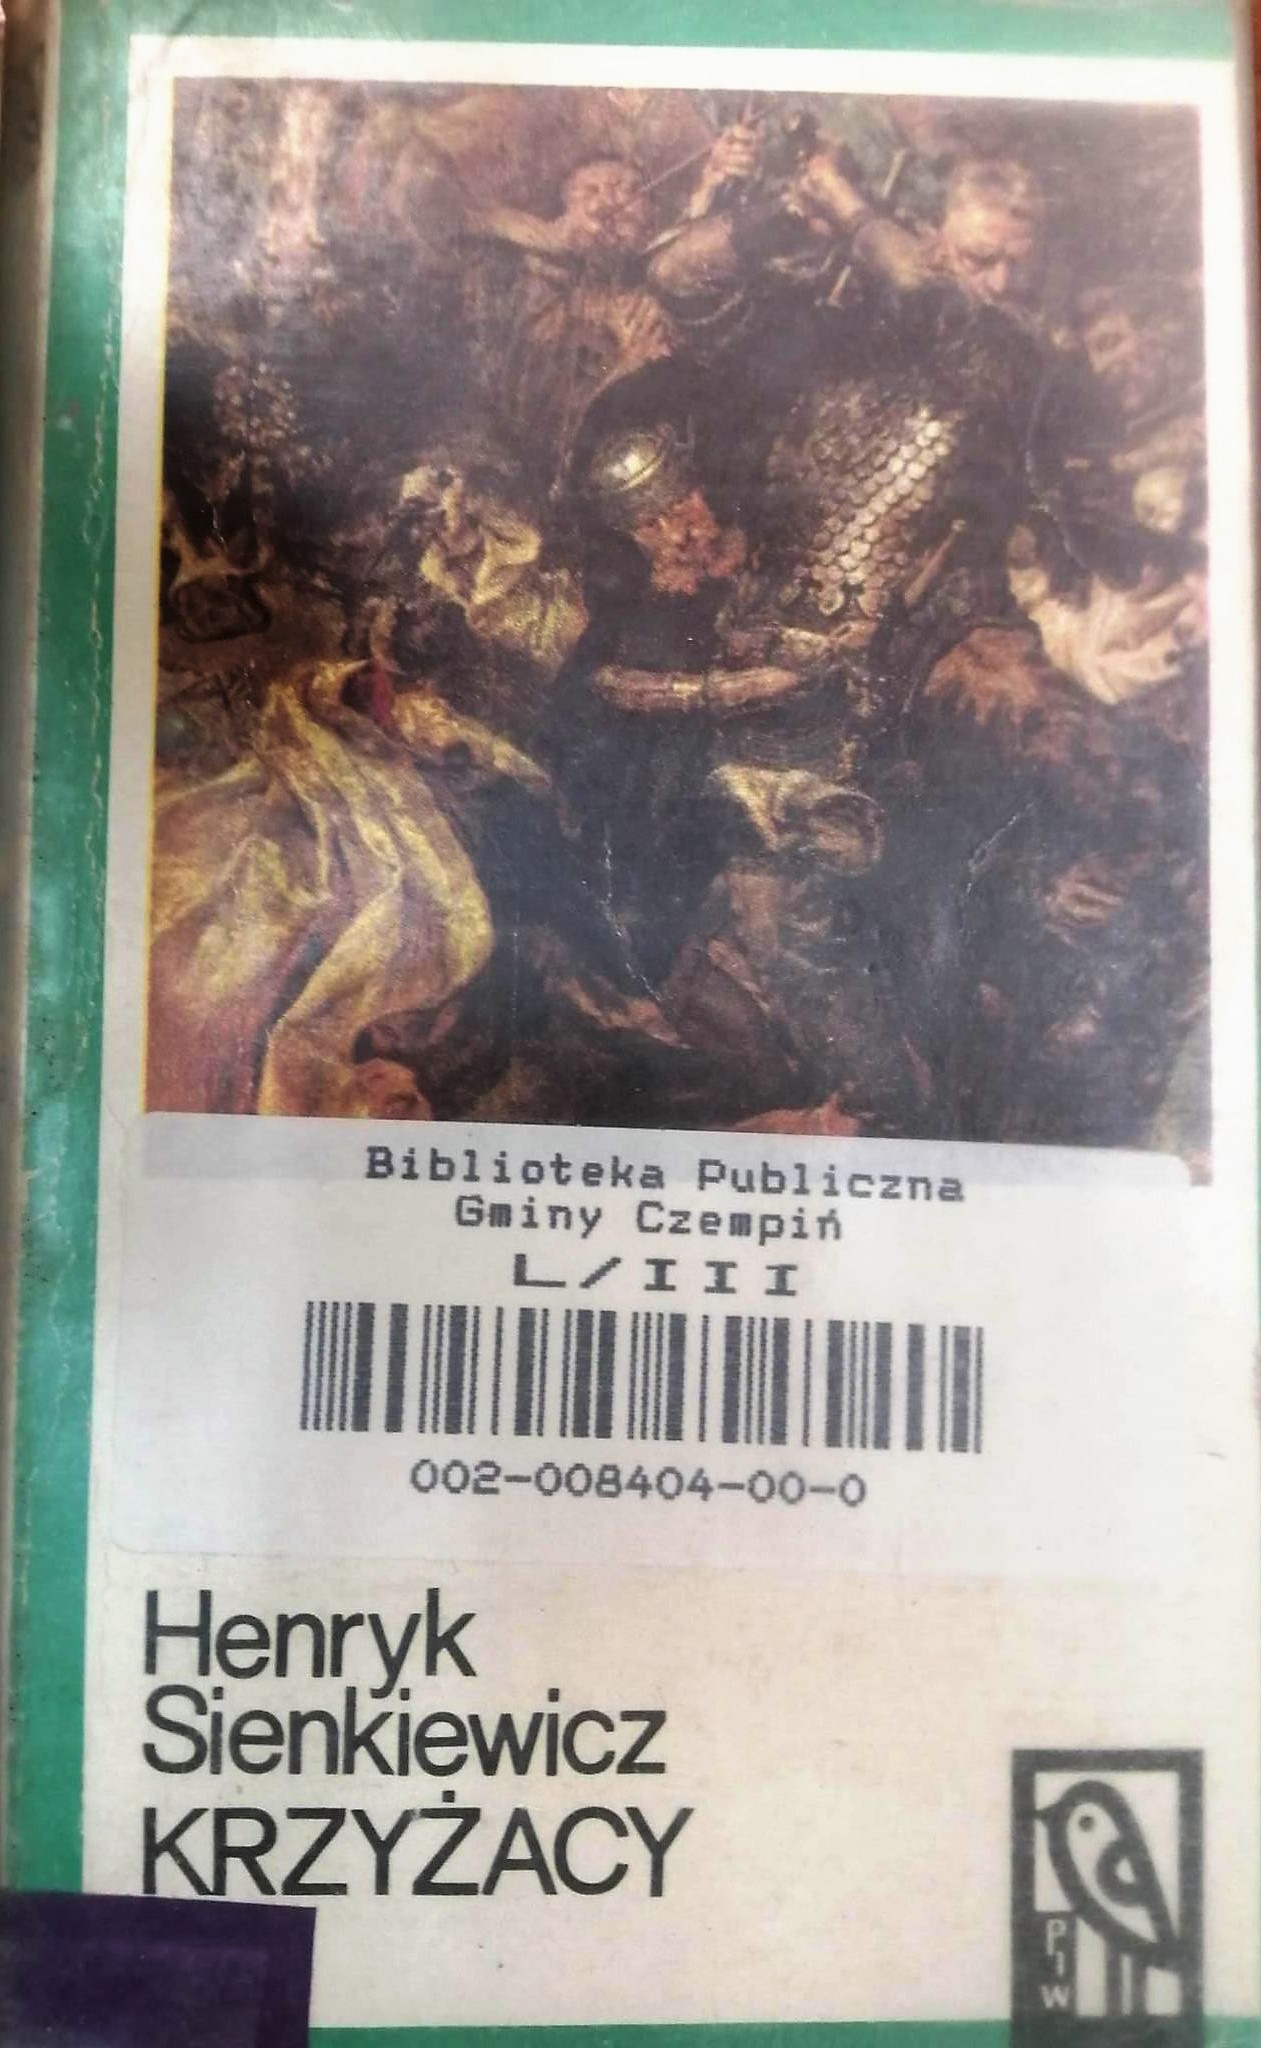 Biblioteka Publiczna
Gminy Czempiń
L/III
002-008404-00-0
Henryk
Sienkiewicz
KRZYŻACY
PIW